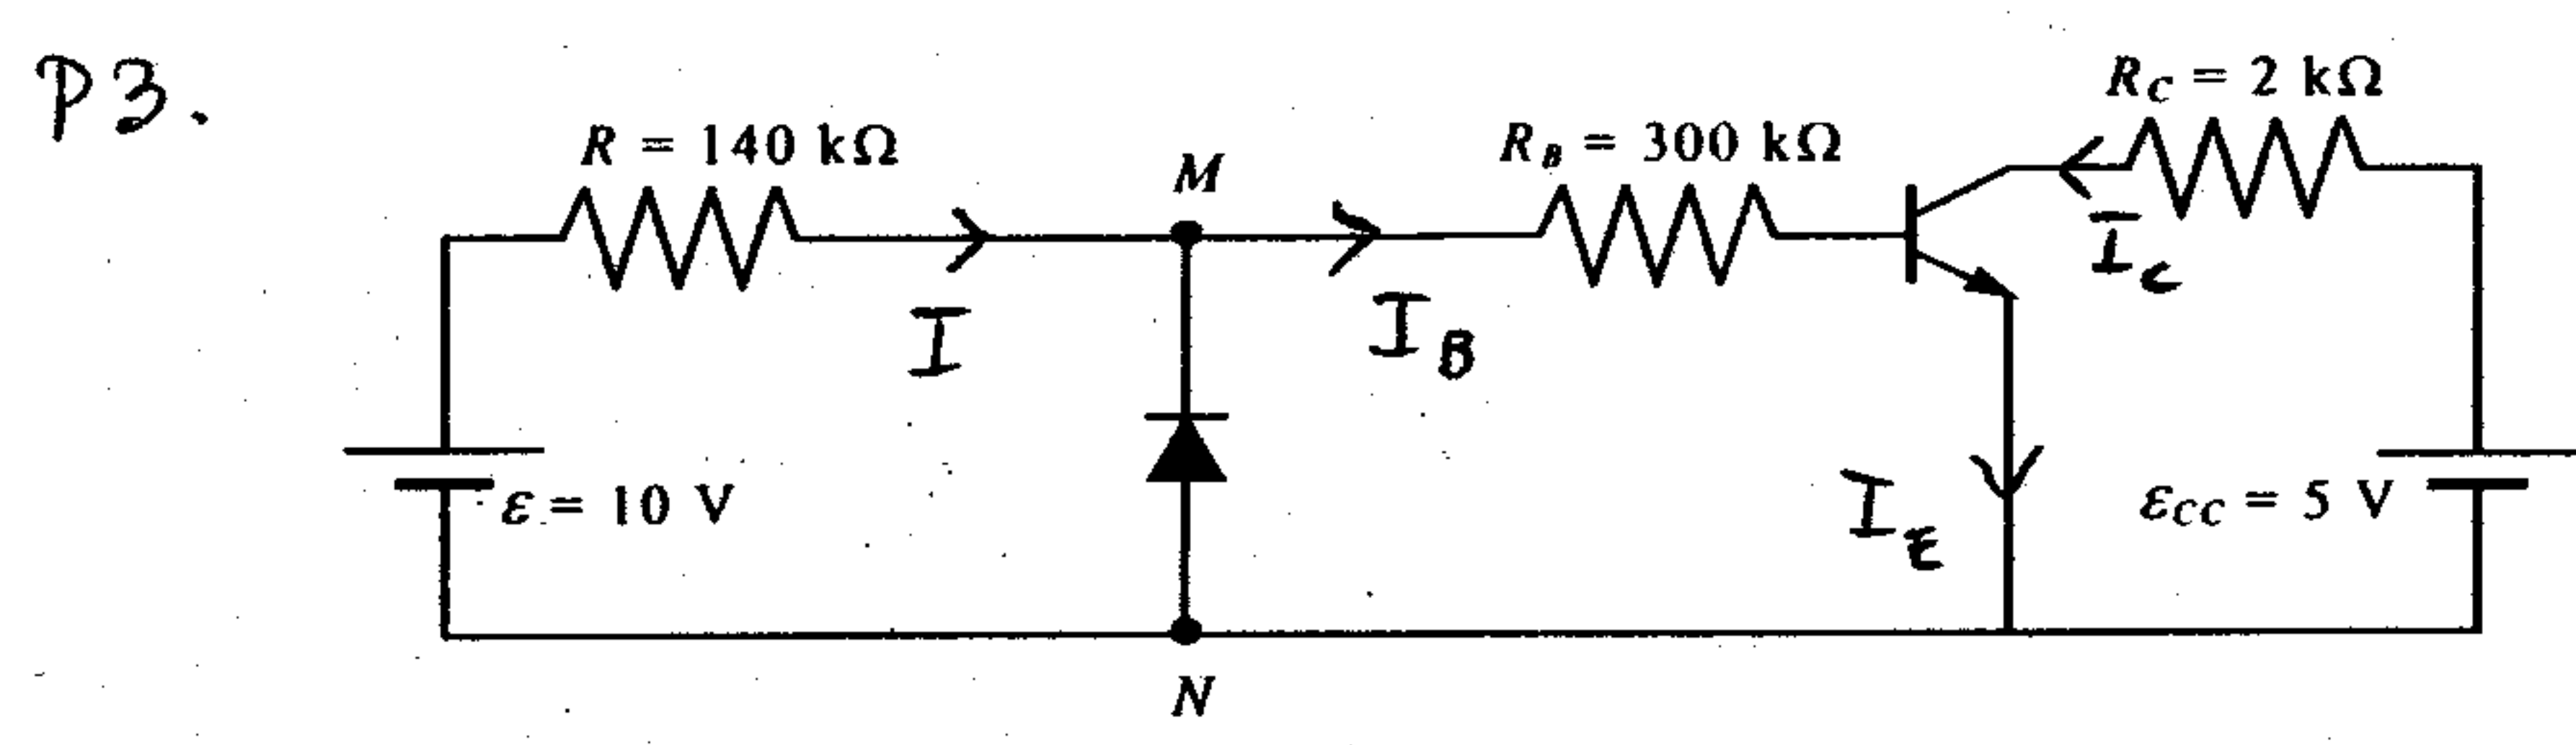 P3.
R = 140 kΩ
M
R_B = 300 kΩ
R_C = 2 kΩ
I
I_B
I_C
ε = 10 V
I_E
ε_CC = 5 V
N